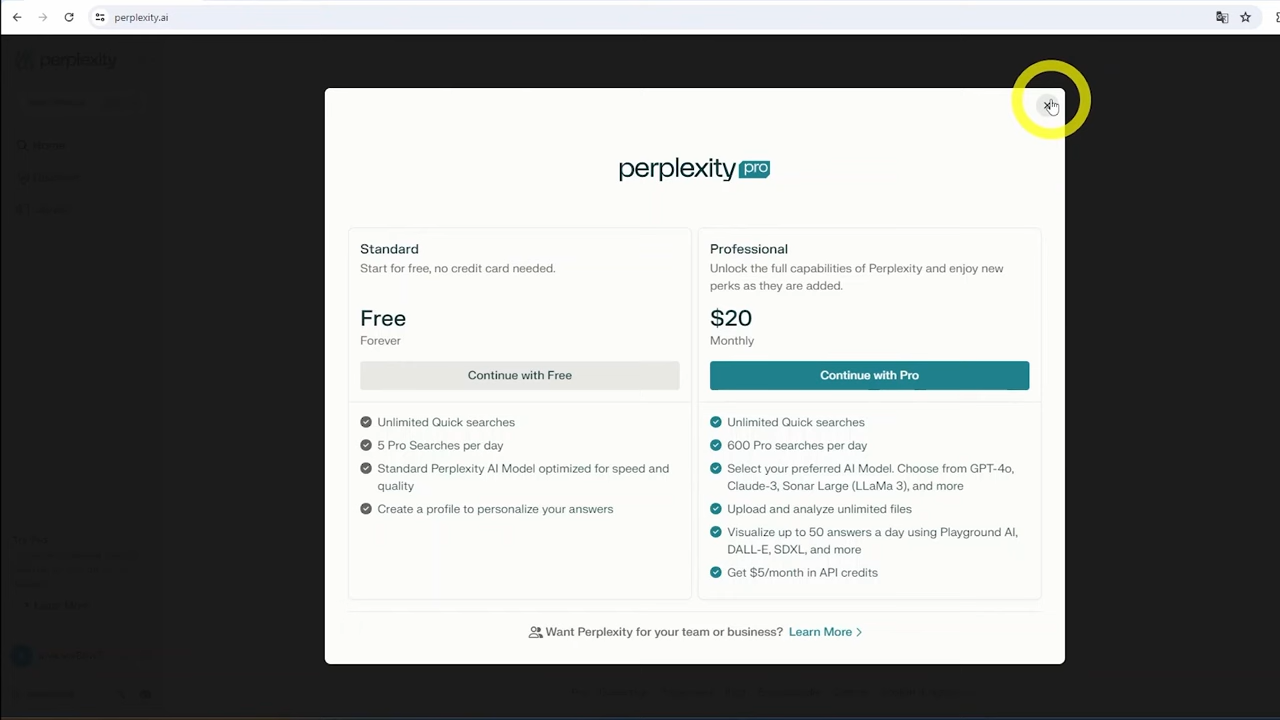 perplexity.ai
perplexity
perplexity pro
Standard
Start for free, no credit card needed.
Free
Forever
Continue with Free
Unlimited Quick searches
5 Pro Searches per day
Standard Perplexity AI Model optimized for speed and
quality
Create a profile to personalize your answers
Professional
Unlock the full capabilities of Perplexity and enjoy new
perks as they are added.
$20
Monthly
Continue with Pro
Unlimited Quick searches
600 Pro searches per day
Select your preferred AI Model. Choose from GPT-4o,
Claude-3, Sonar Large (LLaMa 3), and more
Upload and analyze unlimited files
Visualize up to 50 answers a day using Playground AI,
DALL-E, SDXL, and more
Get $5/month in API credits
Want Perplexity for your team or business? Learn More >